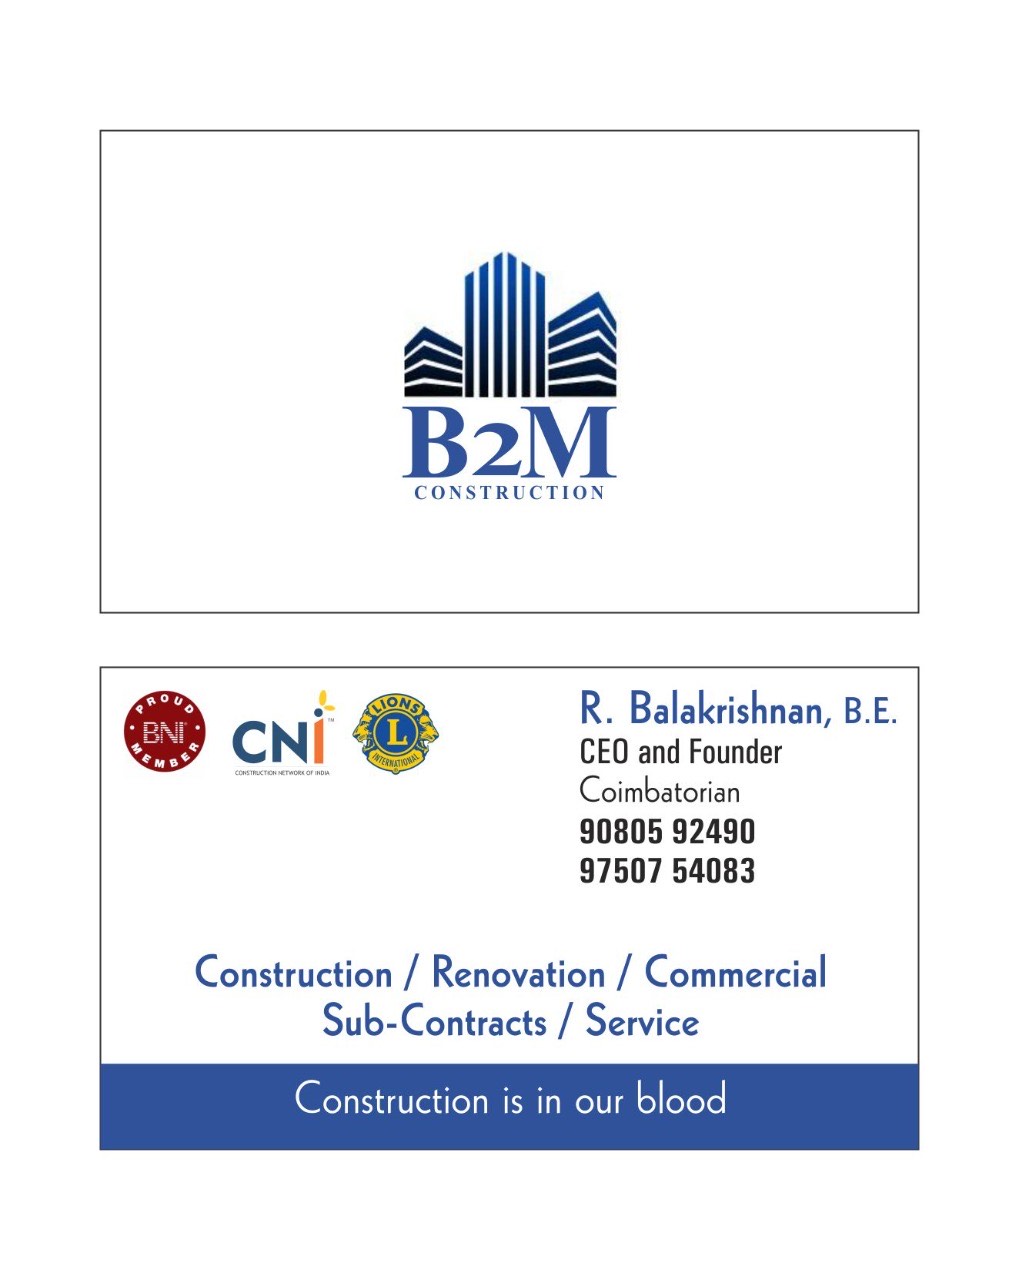 B2M
CONSTRUCTION
PROUD
BNI
MEMBER
CNi™
CONSTRUCTION NETWORK OF INDIA
LIONS
L
INTERNATIONAL
R. Balakrishnan, B.E.
CEO and Founder
Coimbatorian
90805 92490
97507 54083
Construction / Renovation / Commercial
Sub-Contracts / Service
Construction is in our blood